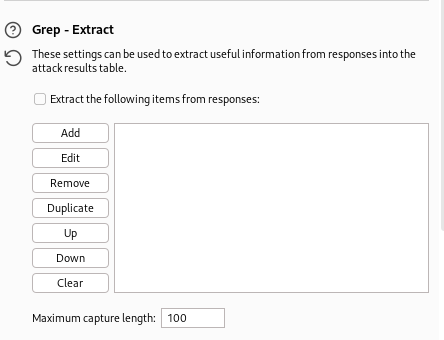 Grep - Extract
These settings can be used to extract useful information from responses into the
attack results table.
Extract the following items from responses:
Add
Edit
Remove
Duplicate
Up
Down
Clear
Maximum capture length: 100